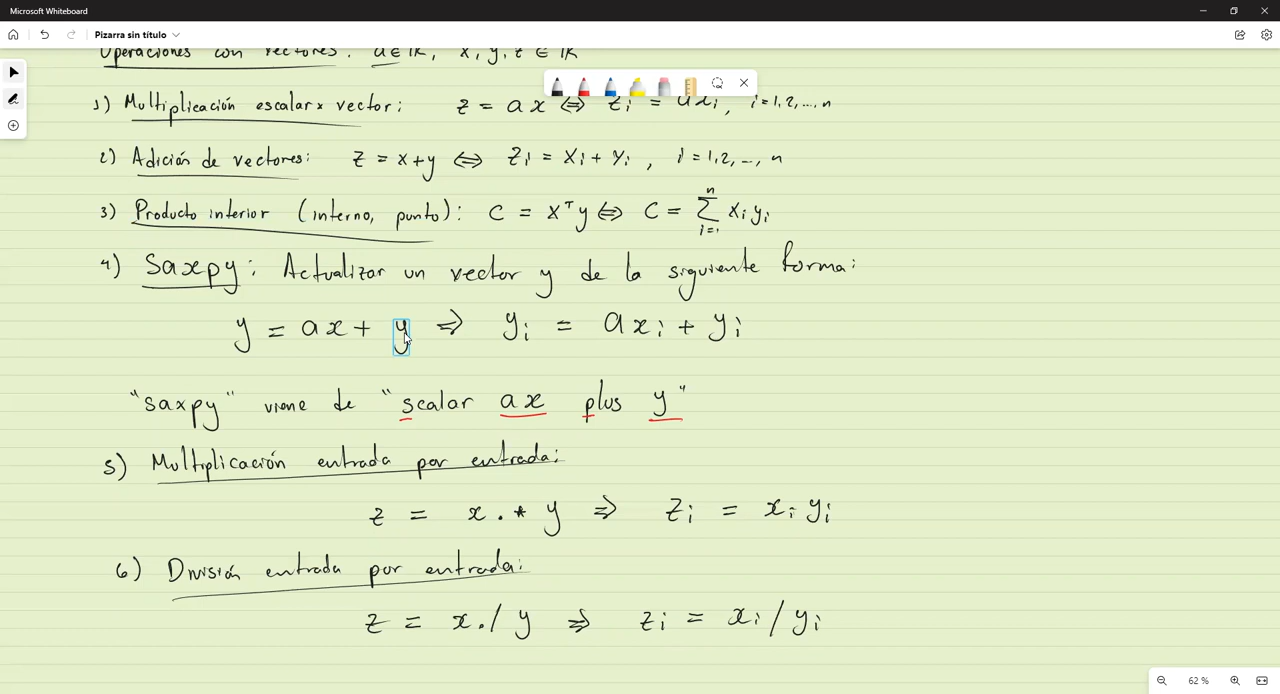 Microsoft Whiteboard
Pizarra sin título
Operaciones con vectores: a ∈ ℝ, x, y, z ∈ ℝ
1) Multiplicación escalar x vector: z = ax ⇔ zᵢ = axᵢ, i = 1,2,...,n
2) Adición de vectores: z = x+y ⇔ zᵢ = xᵢ + yᵢ, i = 1,2,...,n
3) Producto interior (interno, punto): C = xᵀy ⇔ C = ∑ᵢ₌₁ⁿ xᵢ yᵢ
4) Saxpy: Actualizar un vector y de la siguiente forma:
y = ax + y ⇒ yᵢ = axᵢ + yᵢ
"saxpy" viene de "scalar ax plus y"
5) Multiplicación entrada por entrada:
z = x.* y ⇒ zᵢ = xᵢ yᵢ
6) División entrada por entrada:
z = x./ y ⇒ zᵢ = xᵢ / yᵢ
62 %